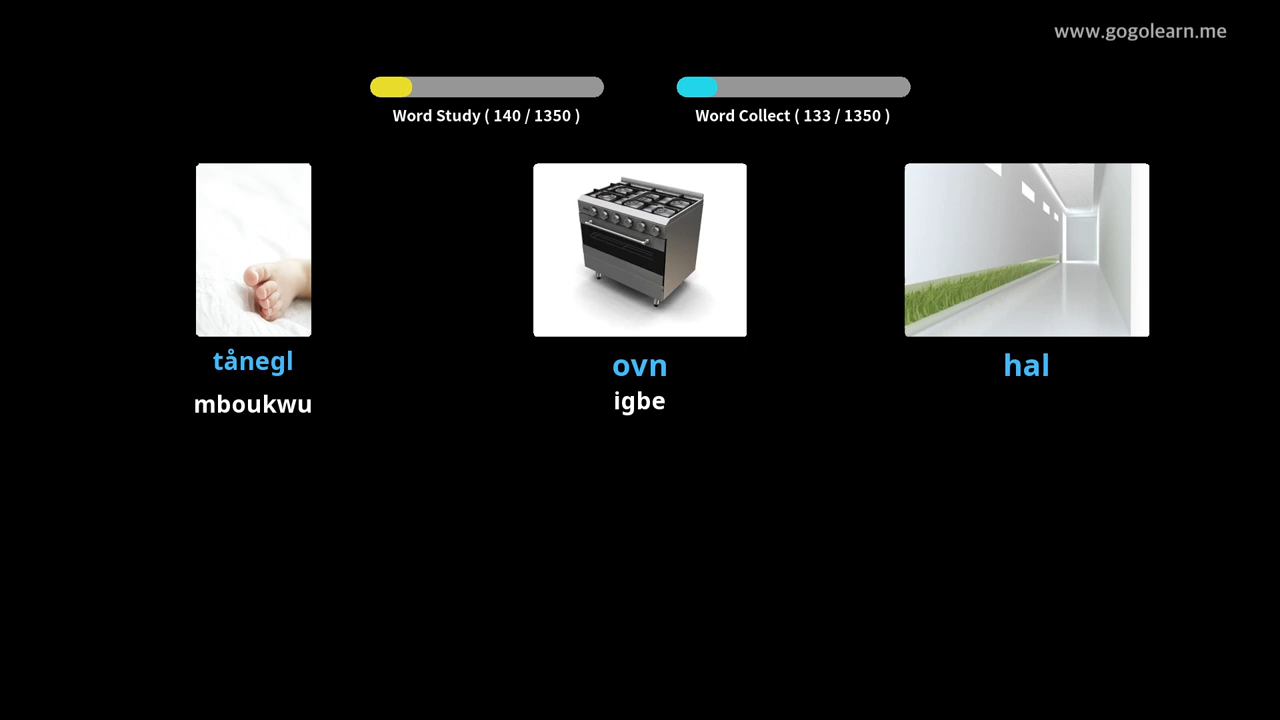 www.gogolearn.me
Word Study ( 140 / 1350 )
Word Collect ( 133 / 1350 )
tånegl
mboukwu
ovn
igbe
hal